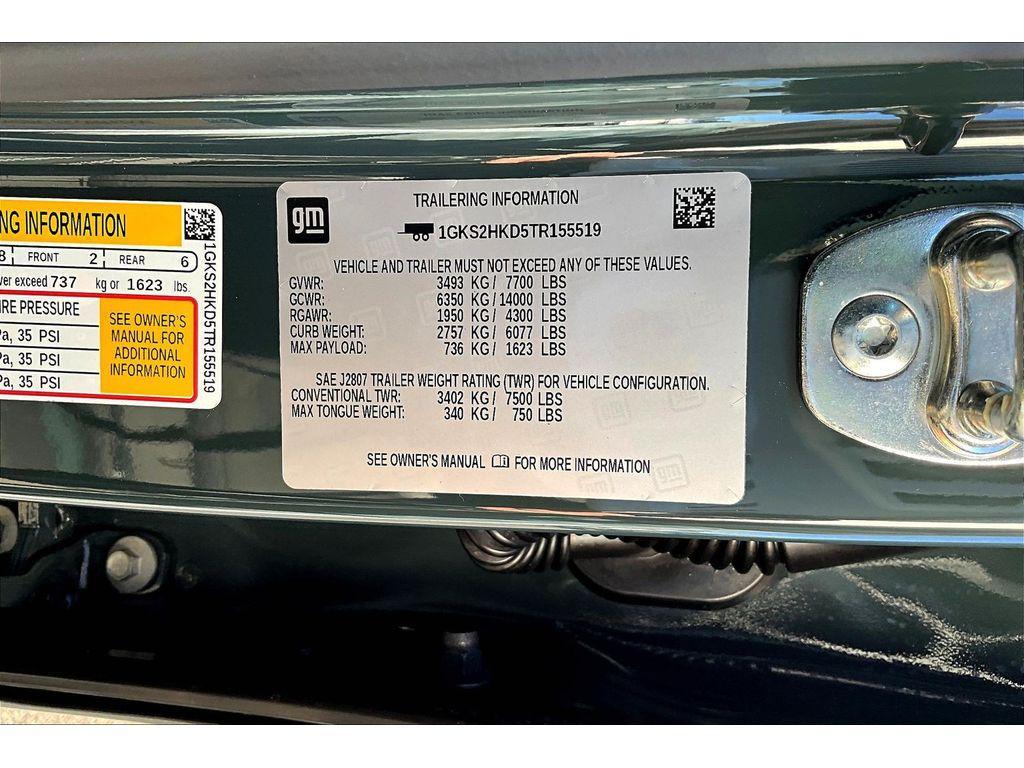 NG INFORMATION
8 FRONT 2 REAR 6
ver exceed 737 kg or 1623 lbs.
IRE PRESSURE
Pa, 35 PSI
Pa, 35 PSI
Pa, 35 PSI
SEE OWNER'S
MANUAL FOR
ADDITIONAL
INFORMATION
1GKS2HKD5TR155519
gm
TRAILERING INFORMATION
1GKS2HKD5TR155519
VEHICLE AND TRAILER MUST NOT EXCEED ANY OF THESE VALUES.
GVWR: 3493 KG / 7700 LBS
GCWR: 6350 KG / 14000 LBS
RGAWR: 1950 KG / 4300 LBS
CURB WEIGHT: 2757 KG / 6077 LBS
MAX PAYLOAD: 736 KG / 1623 LBS
SAE J2807 TRAILER WEIGHT RATING (TWR) FOR VEHICLE CONFIGURATION.
CONVENTIONAL TWR: 3402 KG / 7500 LBS
MAX TONGUE WEIGHT: 340 KG / 750 LBS
SEE OWNER'S MANUAL FOR MORE INFORMATION